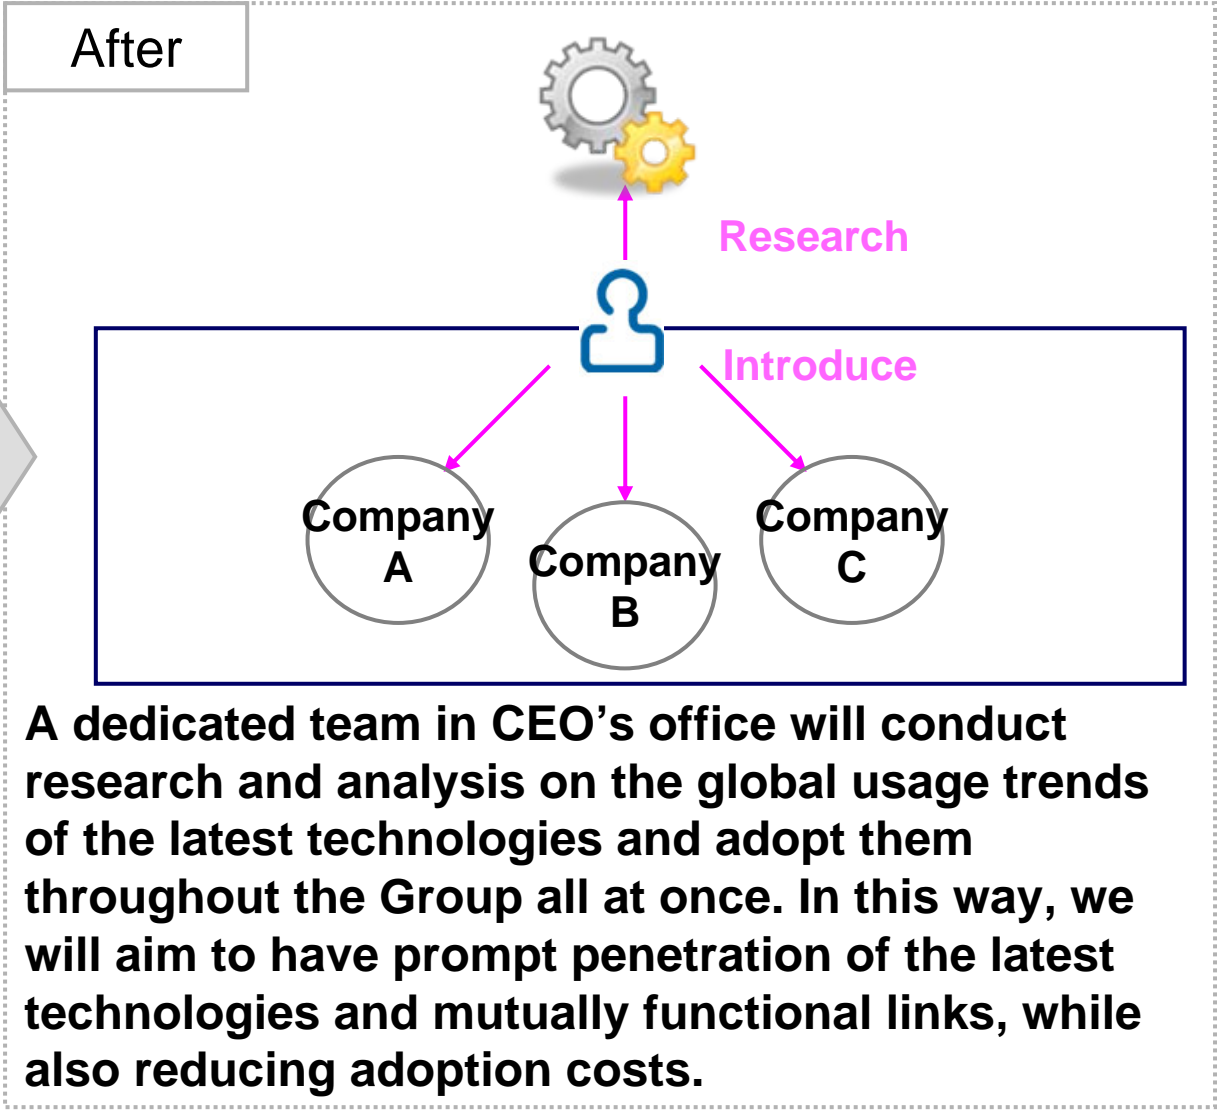 After
Research
Introduce
Company
A
Company
B
Company
C
A dedicated team in CEO’s office will conduct
research and analysis on the global usage trends
of the latest technologies and adopt them
throughout the Group all at once. In this way, we
will aim to have prompt penetration of the latest
technologies and mutually functional links, while
also reducing adoption costs.